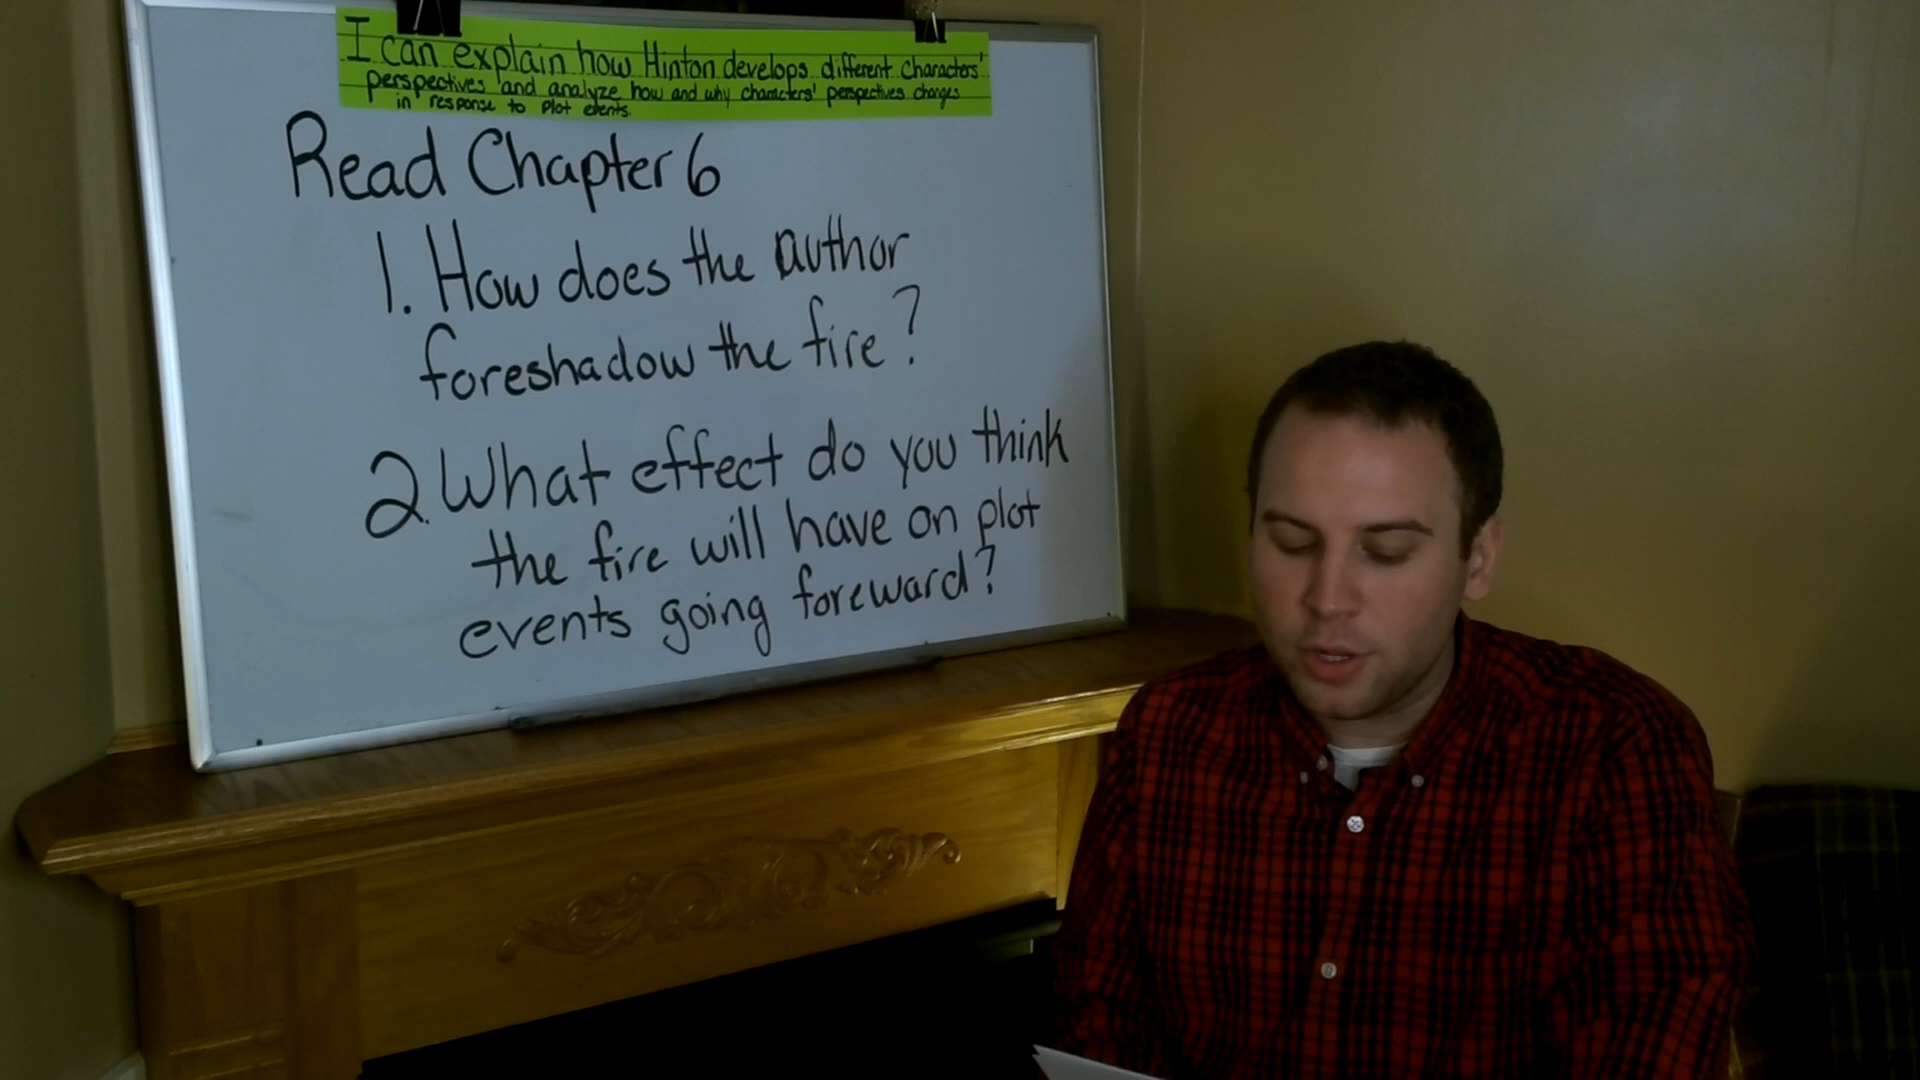 I can explain how Hinton develops different characters'
perspectives and analyze how and why characters' perspectives changes
in response to plot events.
Read Chapter 6
1. How does the author
foreshadow the fire?
2. What effect do you think
the fire will have on plot
events going foreward?